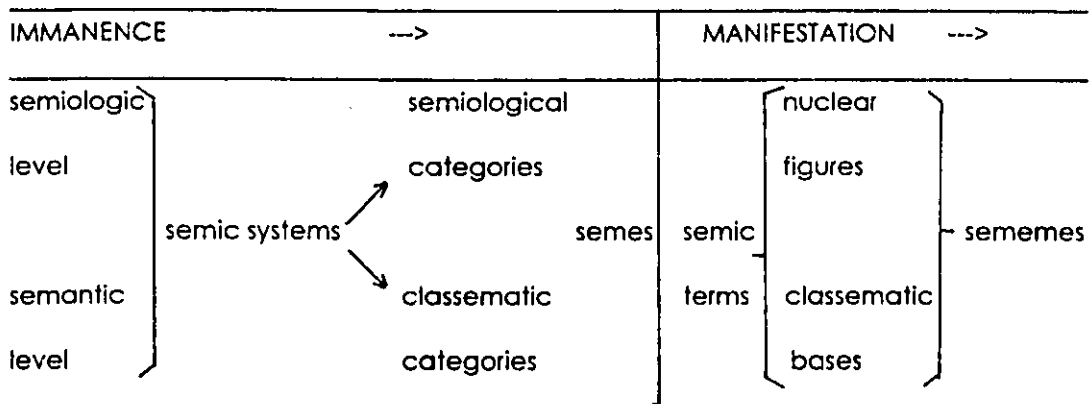 IMMANENCE ---> MANIFESTATION --->
semiologic semiological nuclear
level categories figures
semic systems semes semic sememes
semantic classematic terms classematic
level categories bases